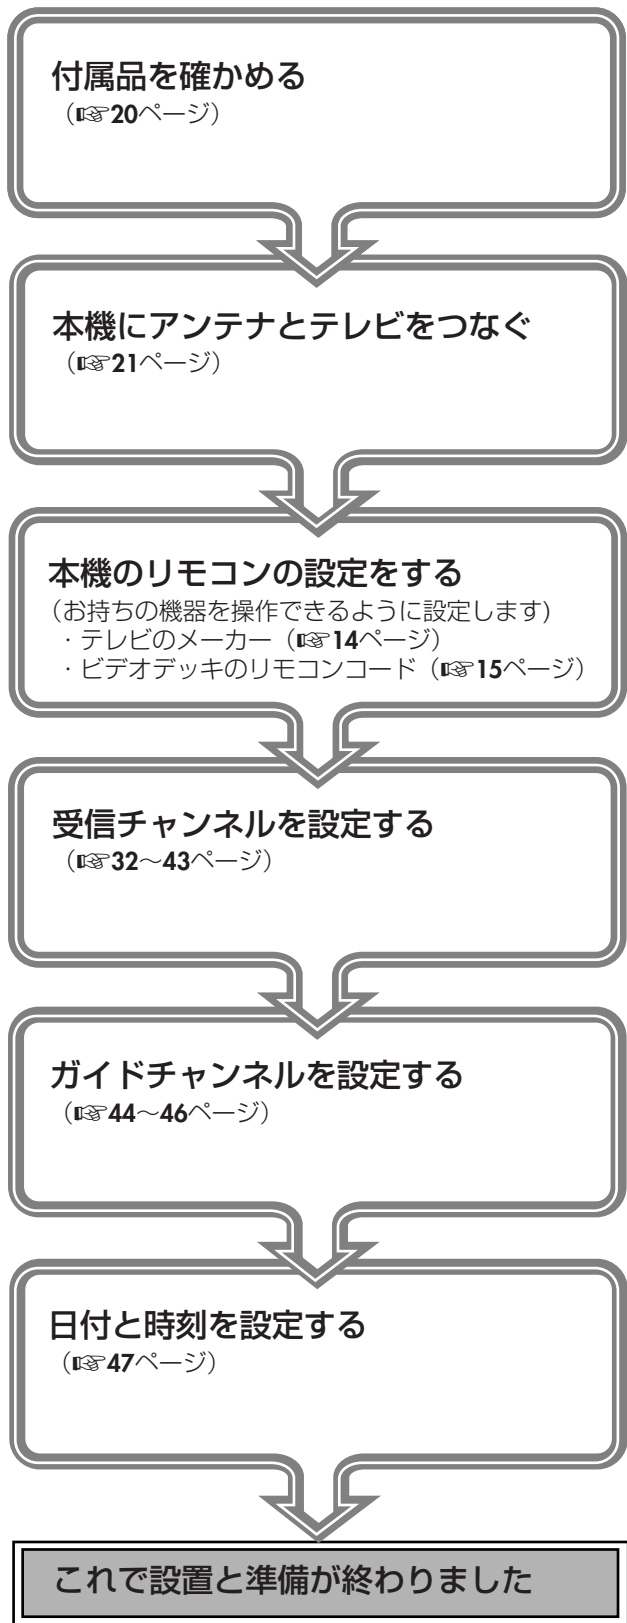 付属品を確かめる
（☞20ページ）
本機にアンテナとテレビをつなぐ
（☞21ページ）
本機のリモコンの設定をする
（お持ちの機器を操作できるように設定します）
・テレビのメーカー（☞14ページ）
・ビデオデッキのリモコンコード（☞15ページ）
受信チャンネルを設定する
（☞32〜43ページ）
ガイドチャンネルを設定する
（☞44〜46ページ）
日付と時刻を設定する
（☞47ページ）
これで設置と準備が終わりました